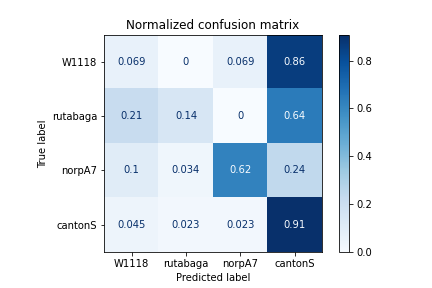 Normalized confusion matrix
W1118 0.069 0 0.069 0.86
rutabaga 0.21 0.14 0 0.64
norpA7 0.1 0.034 0.62 0.24
cantonS 0.045 0.023 0.023 0.91
W1118 rutabaga norpA7 cantonS
Predicted label
True label
0.8
0.6
0.4
0.2
0.0